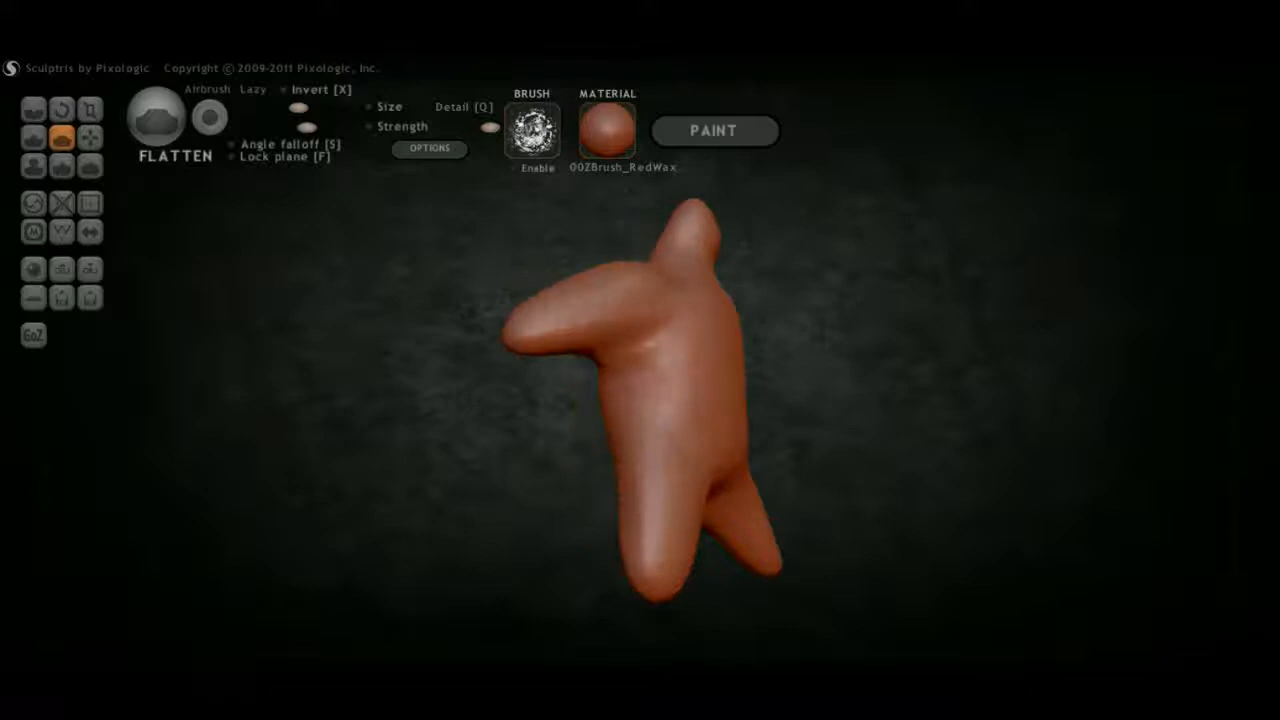 Sculptris by Pixologic Copyright © 2009-2011 Pixologic, Inc.
Airbrush Lazy Invert [X]
Size Detail [Q]
Strength
Angle falloff [S]
Lock plane [F]
OPTIONS
FLATTEN
BRUSH
Enable
MATERIAL
00ZBrush_RedWax
PAINT
GoZ